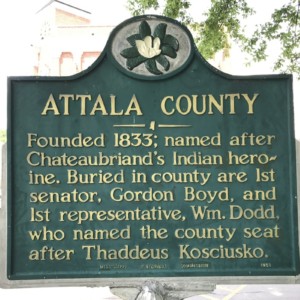 ATTALA COUNTY
Founded 1833; named after
Chateaubriand's Indian hero-
ine. Buried in county are 1st
senator, Gordon Boyd, and
1st representative, Wm. Dodd,
who named the county seat
after Thaddeus Kosciusko.